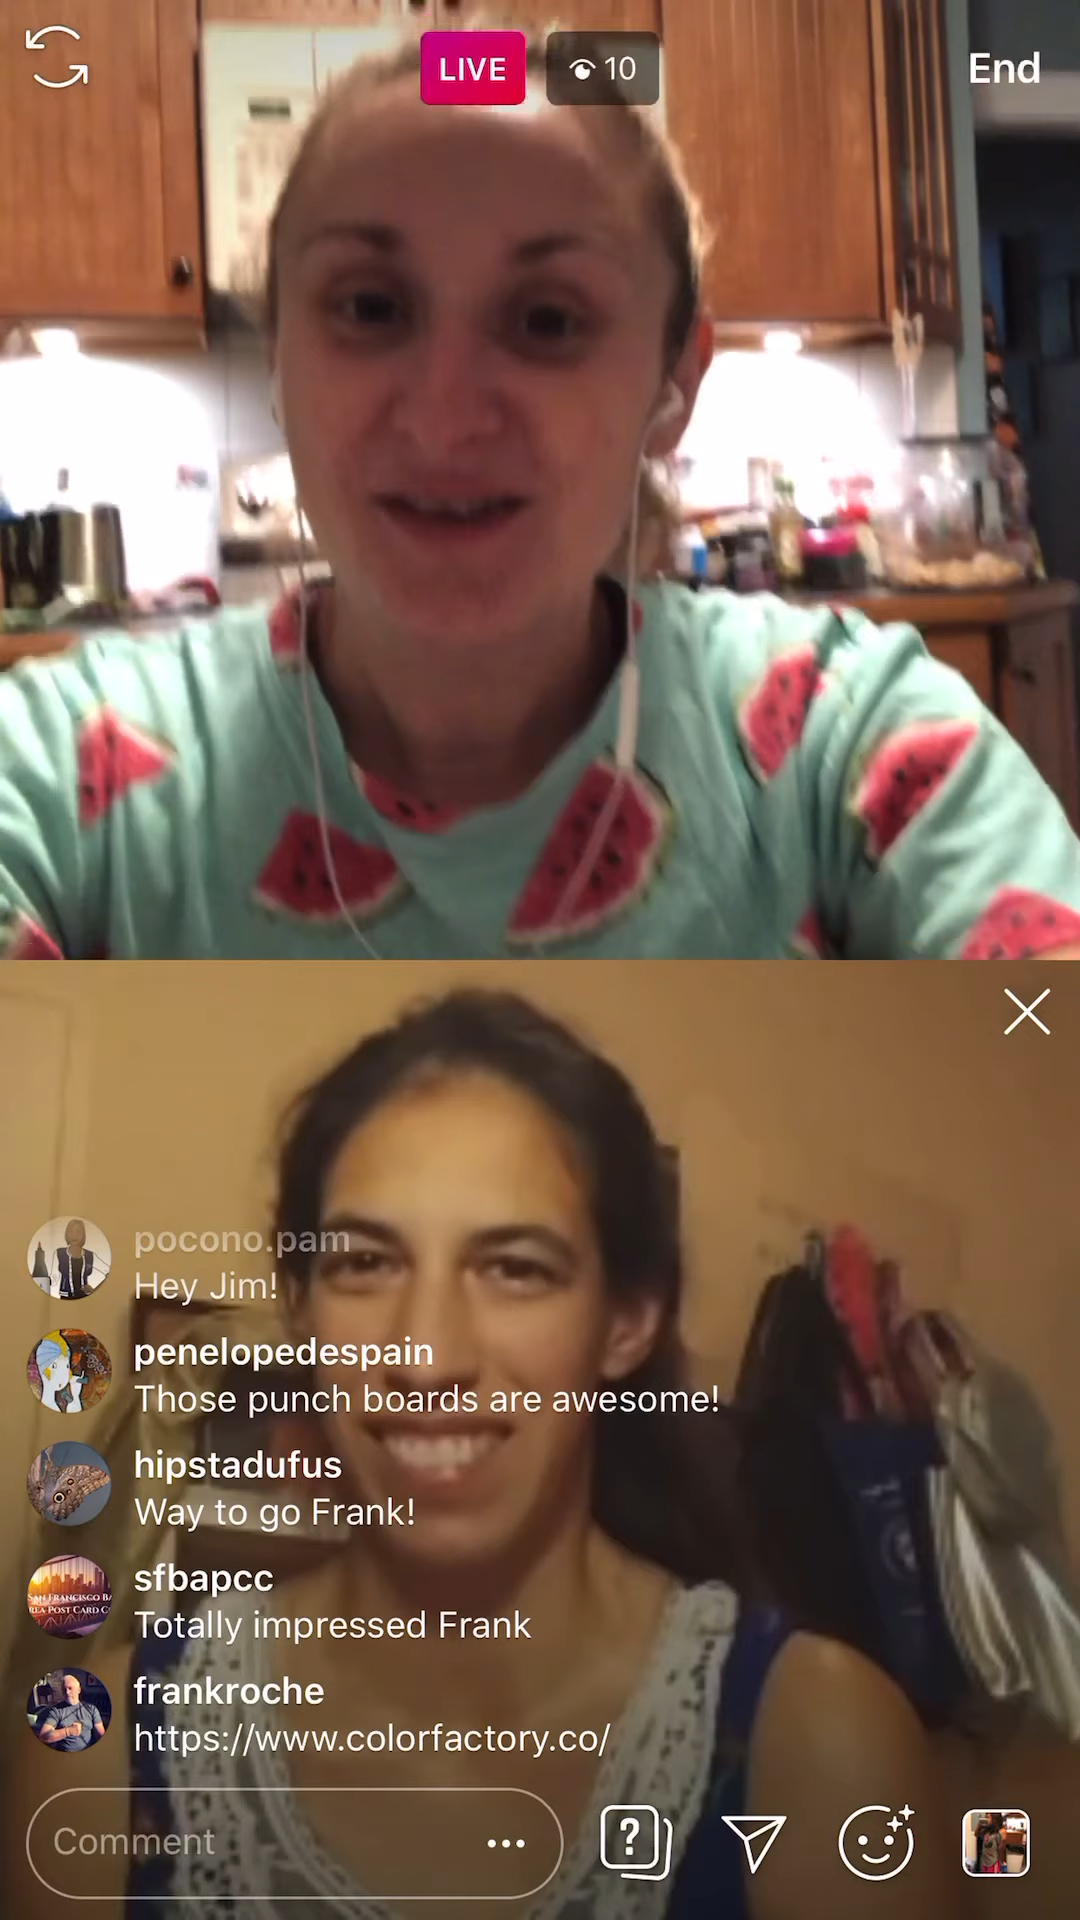 LIVE
10
End
pocono.pam
Hey Jim!
penelopedespain
Those punch boards are awesome!
hipstadufus
Way to go Frank!
sfbapcc
Totally impressed Frank
frankroche
https://www.colorfactory.co/
Comment